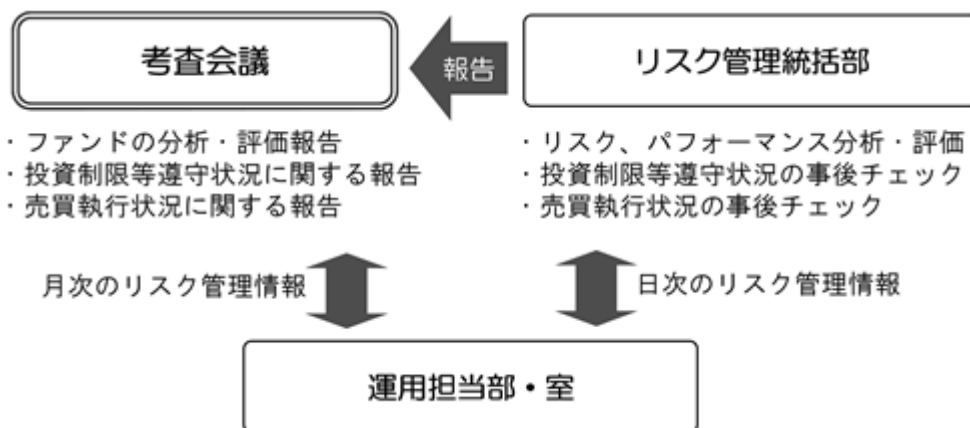 考査会議
報告
リスク管理統括部
・ファンドの分析・評価報告
・投資制限等遵守状況に関する報告
・売買執行状況に関する報告
・リスク、パフォーマンス分析・評価
・投資制限等遵守状況の事後チェック
・売買執行状況の事後チェック
月次のリスク管理情報
日次のリスク管理情報
運用担当部・室